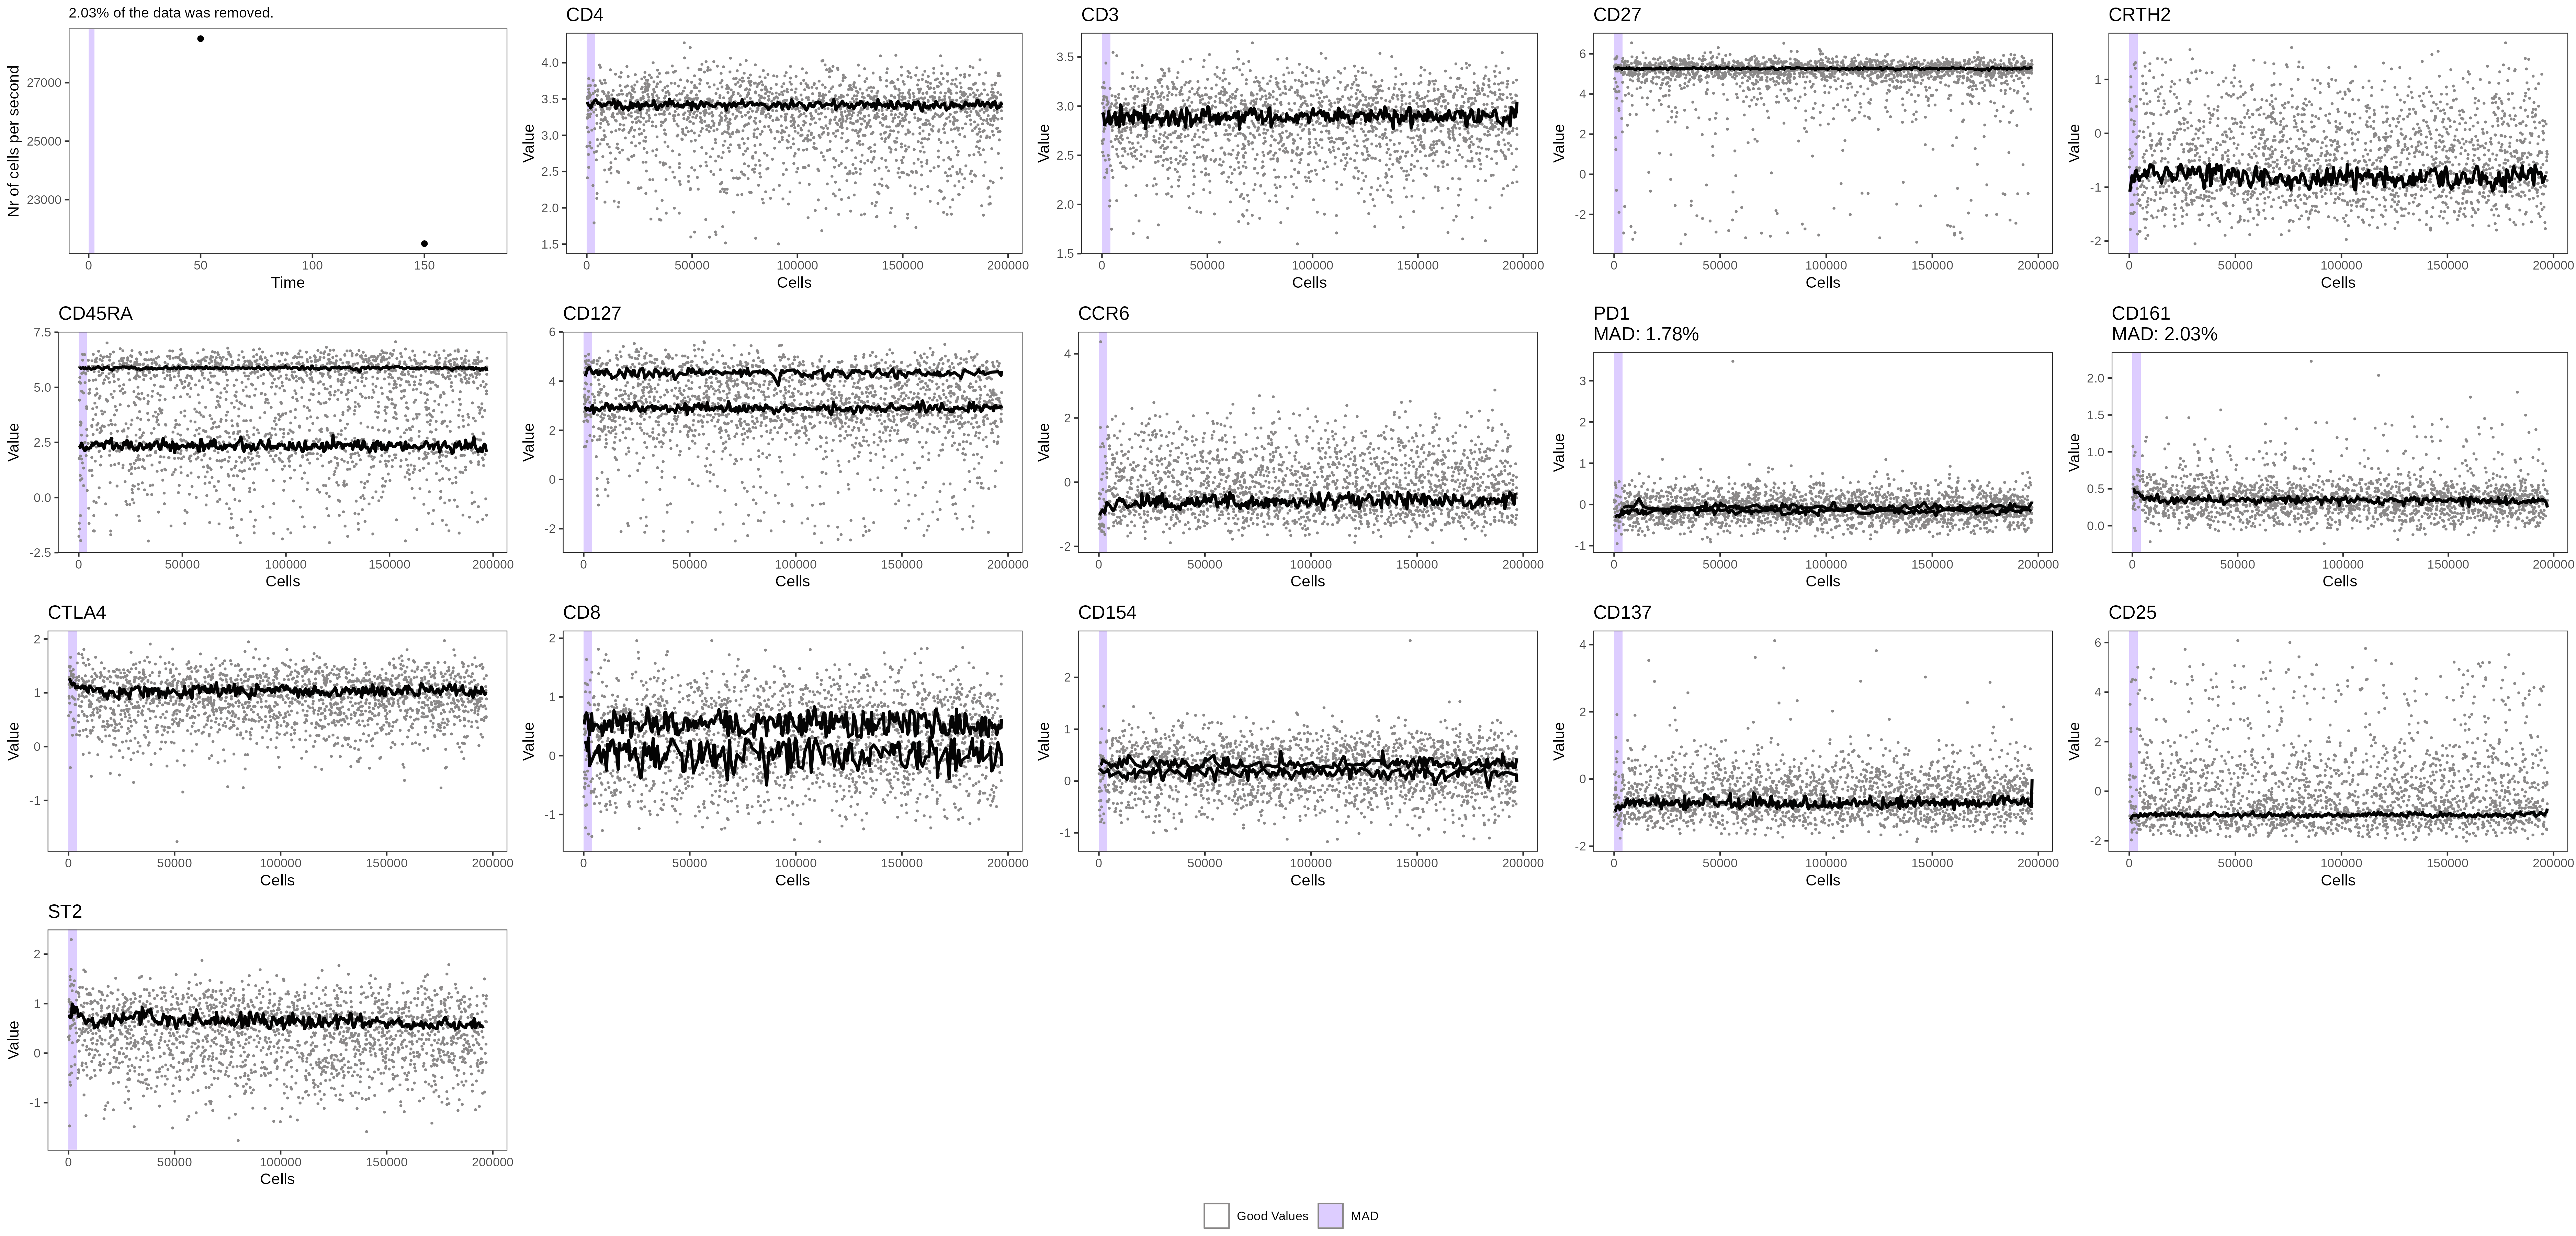 2.03% of the data was removed.
Nr of cells per second
27000
25000
23000
0 50 100 150
Time
CD4
Value
4.0
3.5
3.0
2.5
2.0
1.5
0 50000 100000 150000 200000
Cells
CD3
Value
3.5
3.0
2.5
2.0
1.5
0 50000 100000 150000 200000
Cells
CD27
Value
6
4
2
0
-2
0 50000 100000 150000 200000
Cells
CRTH2
Value
1
0
-1
-2
0 50000 100000 150000 200000
Cells
CD45RA
Value
7.5
5.0
2.5
0.0
-2.5
0 50000 100000 150000 200000
Cells
CD127
Value
6
4
2
0
-2
0 50000 100000 150000 200000
Cells
CCR6
Value
4
2
0
-2
0 50000 100000 150000 200000
Cells
PD1
MAD: 1.78%
Value
3
2
1
0
-1
0 50000 100000 150000 200000
Cells
CD161
MAD: 2.03%
Value
2.0
1.5
1.0
0.5
0.0
0 50000 100000 150000 200000
Cells
CTLA4
Value
2
1
0
-1
0 50000 100000 150000 200000
Cells
CD8
Value
2
1
0
-1
0 50000 100000 150000 200000
Cells
CD154
Value
2
1
0
-1
0 50000 100000 150000 200000
Cells
CD137
Value
4
2
0
-2
0 50000 100000 150000 200000
Cells
CD25
Value
6
4
2
0
-2
0 50000 100000 150000 200000
Cells
ST2
Value
2
1
0
-1
0 50000 100000 150000 200000
Cells
Good Values MAD